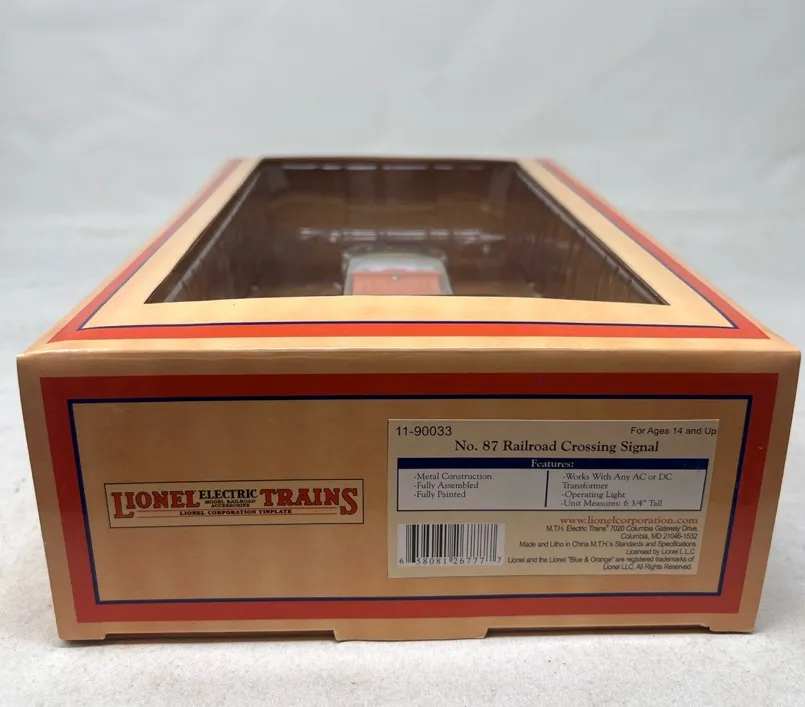 LIONEL ELECTRIC TRAINS
MODEL RAILROAD
ACCESSORIES
LIONEL CORPORATION TINPLATE
11-90033
For Ages 14 and Up
No. 87 Railroad Crossing Signal
Features:
-Metal Construction
-Fully Assembled
-Fully Painted
-Works With Any AC or DC
Transformer
-Operating Light
-Unit Measures: 6 3/4" Tall
www.lionelcorporation.com
M.T.H. Electric Trains® 7020 Columbia Gateway Drive,
Columbia, MD 21046-1532
Made and Litho in China M.T.H.'s Standards and Specifications
Licensed by Lionel L.L.C
Lionel and the Lionel "Blue & Orange" are registered trademarks of
Lionel LLC, All Rights Reserved.
6 58081 26777 7